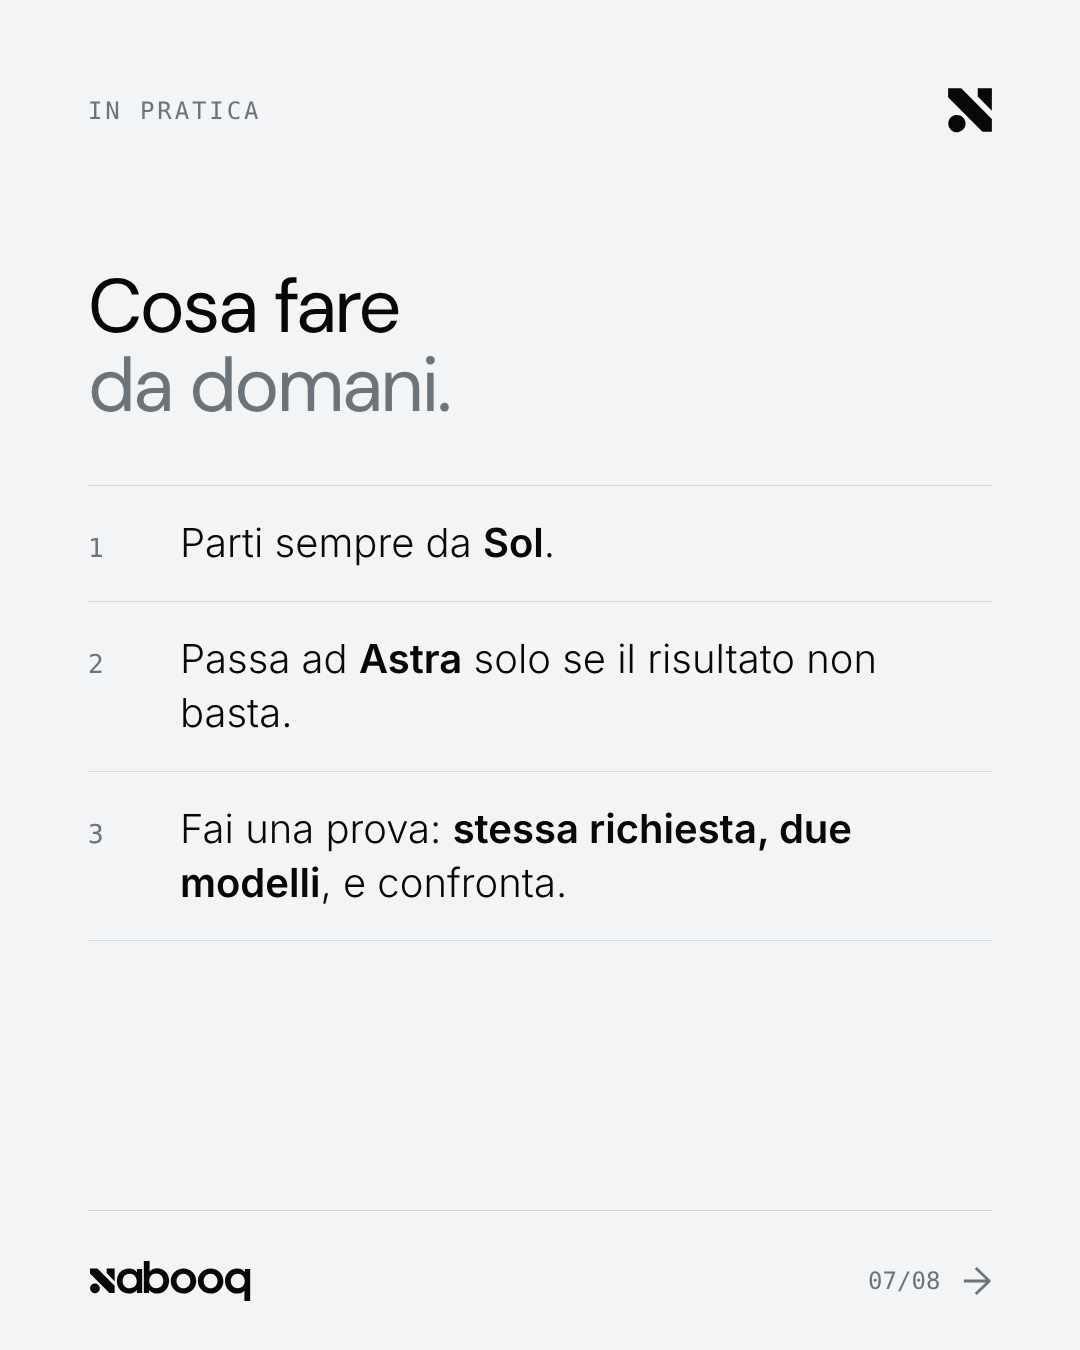 IN PRATICA
Cosa fare
da domani.
1 Parti sempre da Sol.
2 Passa ad Astra solo se il risultato non
basta.
3 Fai una prova: stessa richiesta, due
modelli, e confronta.
nabooq
07/08